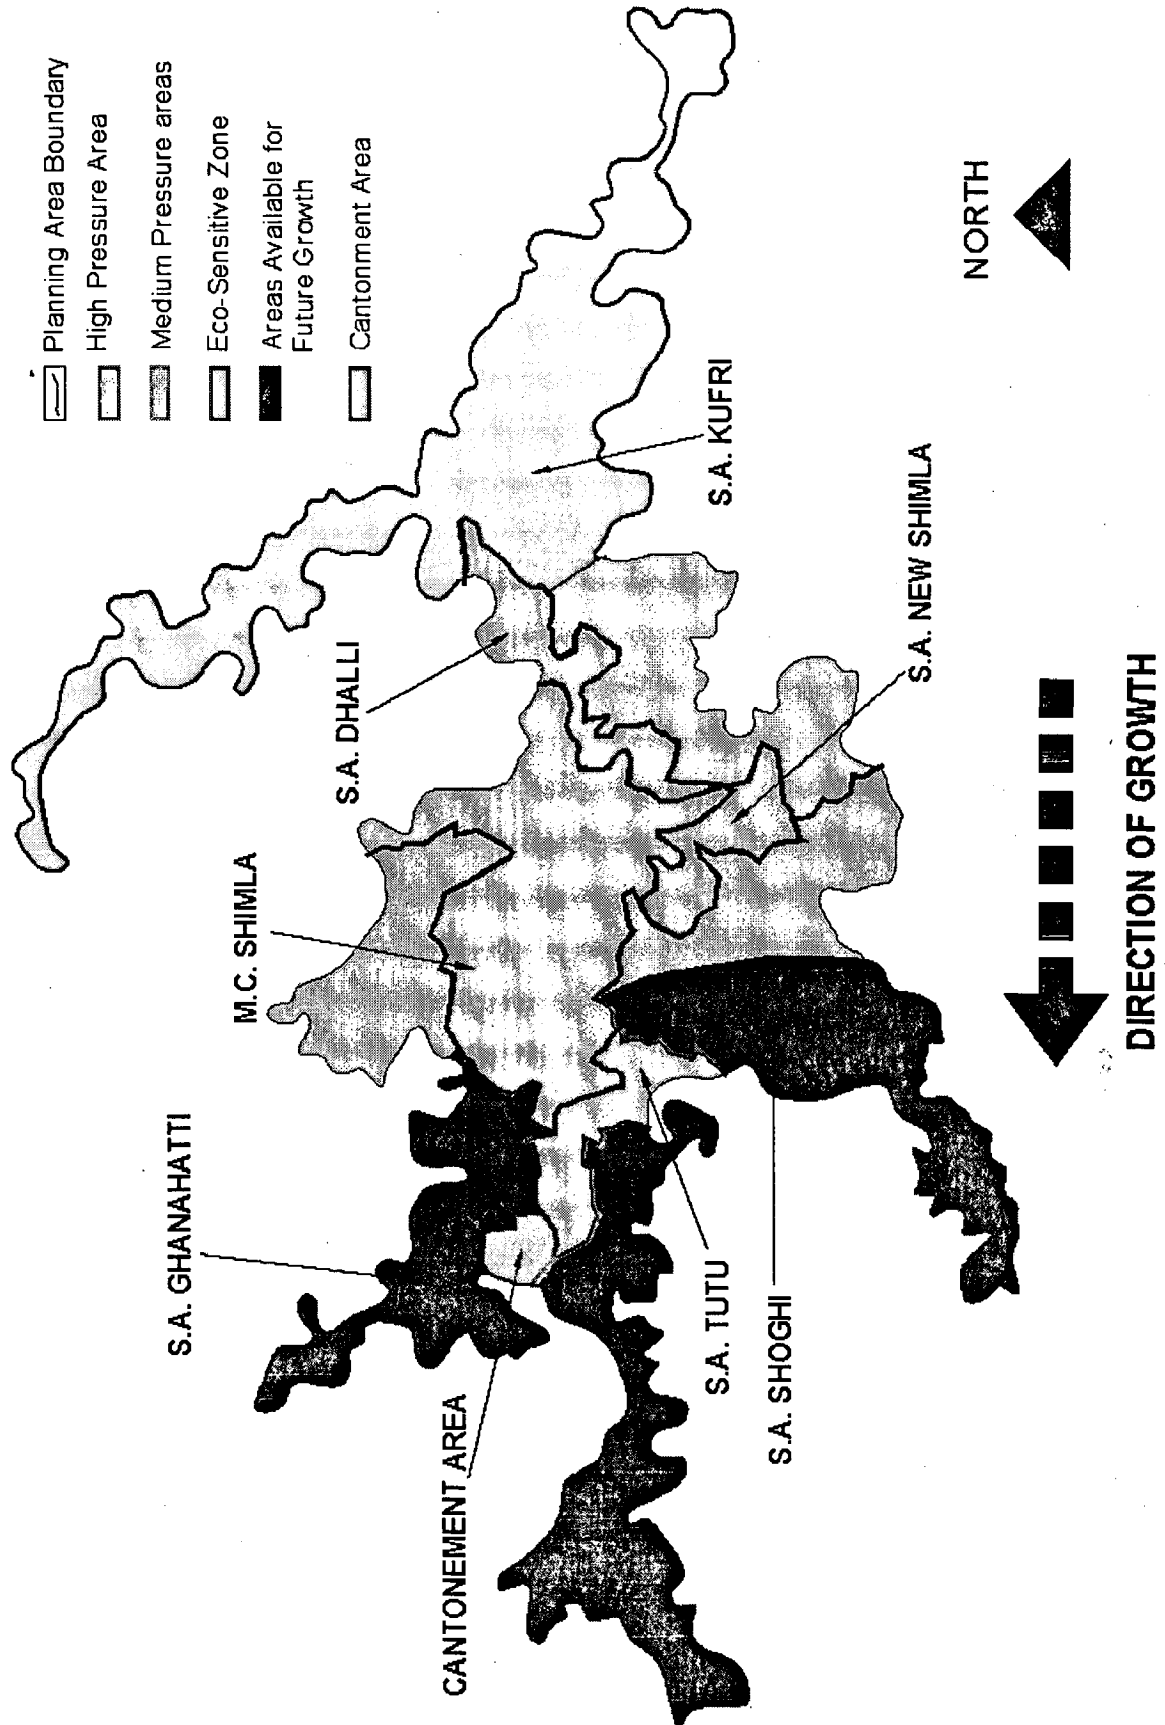 Planning Area Boundary
High Pressure Area
Medium Pressure areas
Eco-Sensitive Zone
Areas Available for
Future Growth
Cantonment Area
S.A. GHANAHATTI
M.C. SHIMLA
S.A. DHALLI
CANTONEMENT AREA
S.A. TUTU
S.A. SHOGHI
S.A. KUFRI
S.A. NEW SHIMLA
NORTH
DIRECTION OF GROWTH